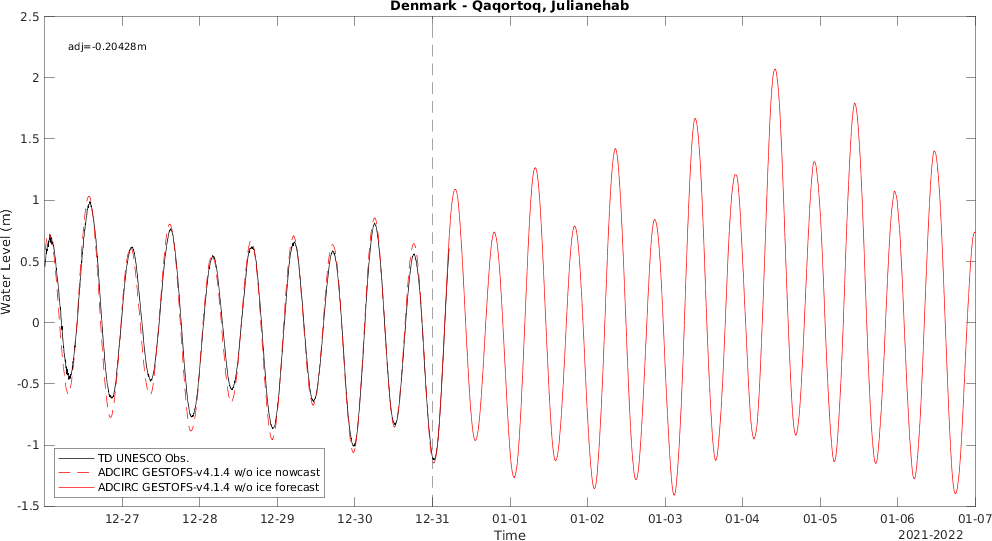 Denmark - Qaqortoq, Julianehab
adj=-0.20428m
Water Level (m)
2.5
2
1.5
1
0.5
0
-0.5
-1
-1.5
TD UNESCO Obs.
ADCIRC GESTOFS-v4.1.4 w/o ice nowcast
ADCIRC GESTOFS-v4.1.4 w/o ice forecast
12-27 12-28 12-29 12-30 12-31 01-01 01-02 01-03 01-04 01-05 01-06 01-07
Time
2021-2022